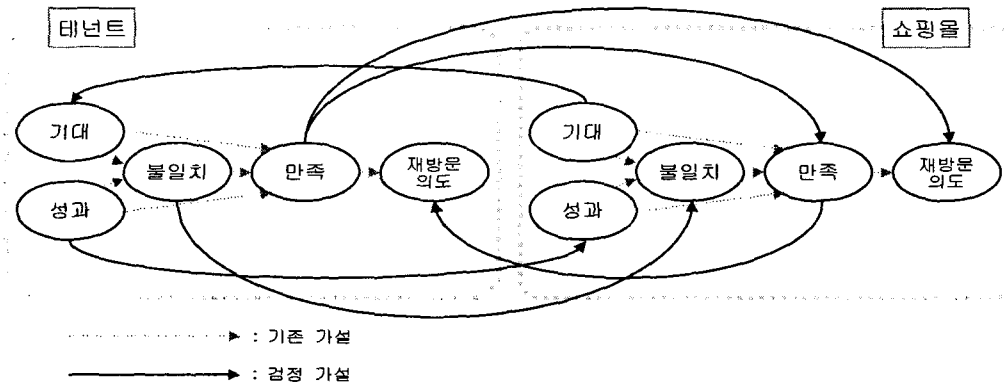 테넌트
쇼핑몰
기대
기대
불일치
만족
재방문
의도
불일치
만족
재방문
의도
성과
성과
: 기존 가설
: 검정 가설